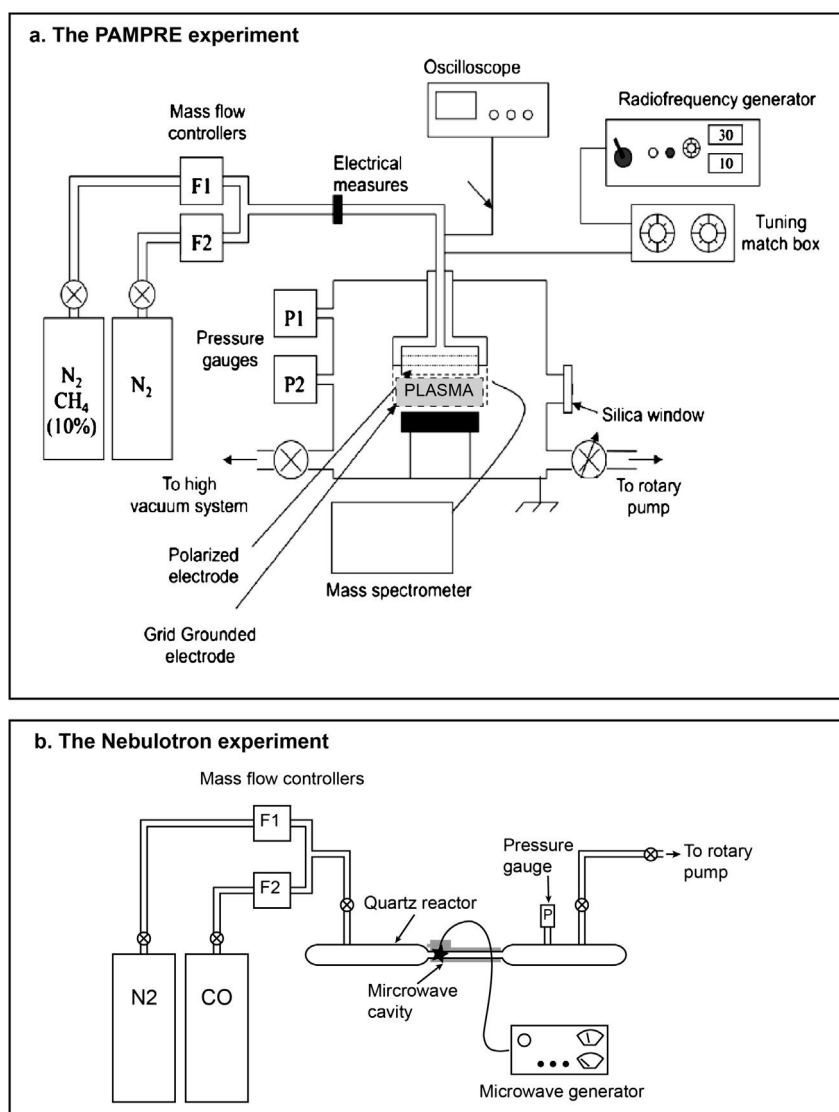 a. The PAMPRE experiment
Oscilloscope
Radiofrequency generator
30
10
Mass flow
controllers
F1
F2
Electrical
measures
Tuning
match box
P1
P2
Pressure
gauges
N2
CH4
(10%)
N2
PLASMA
Silica window
To high
vacuum system
To rotary
pump
Polarized
electrode
Mass spectrometer
Grid Grounded
electrode
b. The Nebulotron experiment
Mass flow controllers
F1
F2
Pressure
gauge
P
To rotary
pump
Quartz reactor
Mircrowave
cavity
N2
CO
Microwave generator